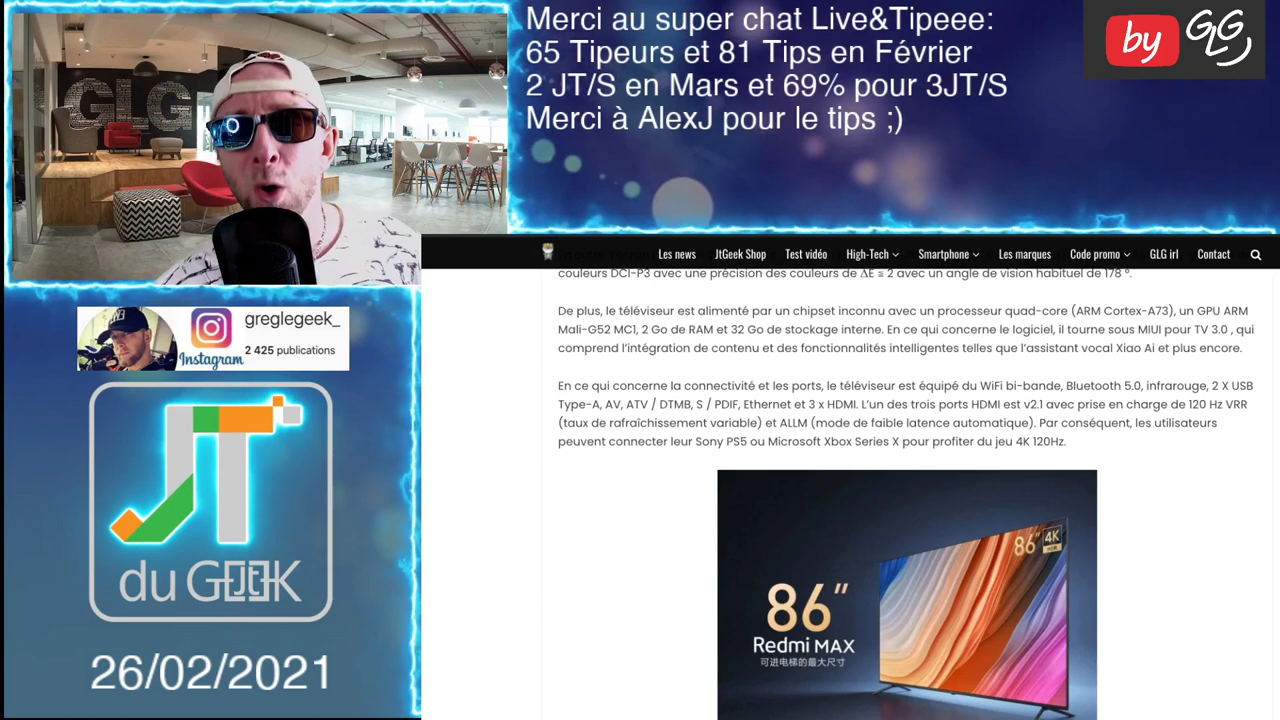 GLG
Merci au super chat Live&Tipeee:
65 Tipeurs et 81 Tips en Février
2 JT/S en Mars et 69% pour 3JT/S
Merci à AlexJ pour le tips ;)
by GLG
Les news JtGeek Shop Test vidéo High-Tech Smartphone Les marques Code promo GLG irl Contact
couleurs DCI-P3 avec une précision des couleurs de ΔE ≈ 2 avec un angle de vision habituel de 178 °.
De plus, le téléviseur est alimenté par un chipset inconnu avec un processeur quad-core (ARM Cortex-A73), un GPU ARM
Mali-G52 MC1, 2 Go de RAM et 32 Go de stockage interne. En ce qui concerne le logiciel, il tourne sous MIUI pour TV 3.0 , qui
comprend l'intégration de contenu et des fonctionnalités intelligentes telles que l'assistant vocal Xiao Ai et plus encore.
En ce qui concerne la connectivité et les ports, le téléviseur est équipé du WiFi bi-bande, Bluetooth 5.0, infrarouge, 2 X USB
Type-A, AV, ATV / DTMB, S / PDIF, Ethernet et 3 x HDMI. L'un des trois ports HDMI est v2.1 avec prise en charge de 120 Hz VRR
(taux de rafraîchissement variable) et ALLM (mode de faible latence automatique). Par conséquent, les utilisateurs
peuvent connecter leur Sony PS5 ou Microsoft Xbox Series X pour profiter du jeu 4K 120Hz.
86" 4K
86"
Redmi MAX
可进电梯的最大尺寸
greglegeek_
2 425 publications
Instagram
JT
du GEEK
26/02/2021